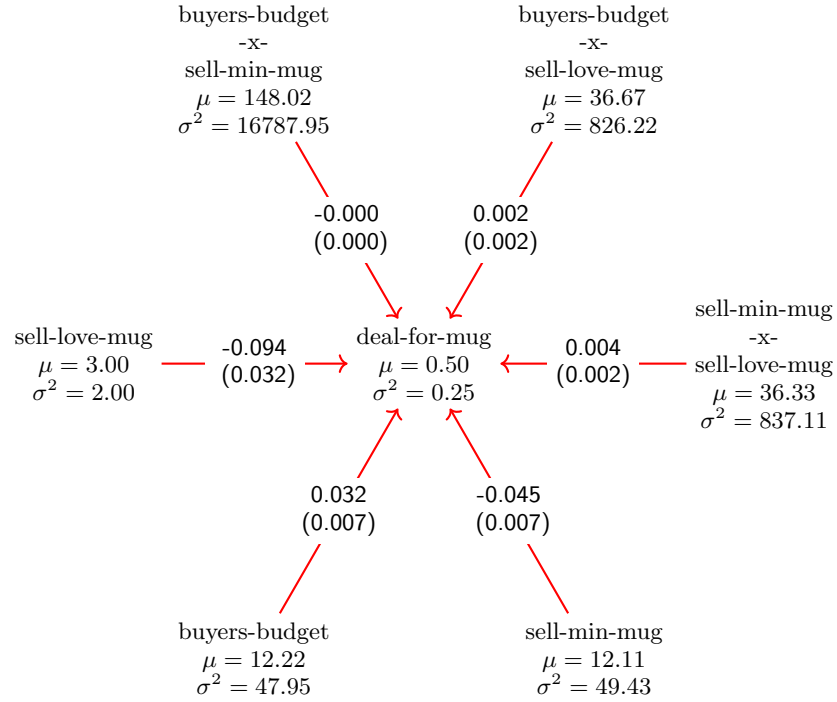 buyers-budget
-x-
sell-min-mug
μ = 148.02
σ² = 16787.95
buyers-budget
-x-
sell-love-mug
μ = 36.67
σ² = 826.22
-0.000
(0.000)
0.002
(0.002)
sell-love-mug
μ = 3.00
σ² = 2.00
-0.094
(0.032)
deal-for-mug
μ = 0.50
σ² = 0.25
0.004
(0.002)
sell-min-mug
-x-
sell-love-mug
μ = 36.33
σ² = 837.11
0.032
(0.007)
-0.045
(0.007)
buyers-budget
μ = 12.22
σ² = 47.95
sell-min-mug
μ = 12.11
σ² = 49.43